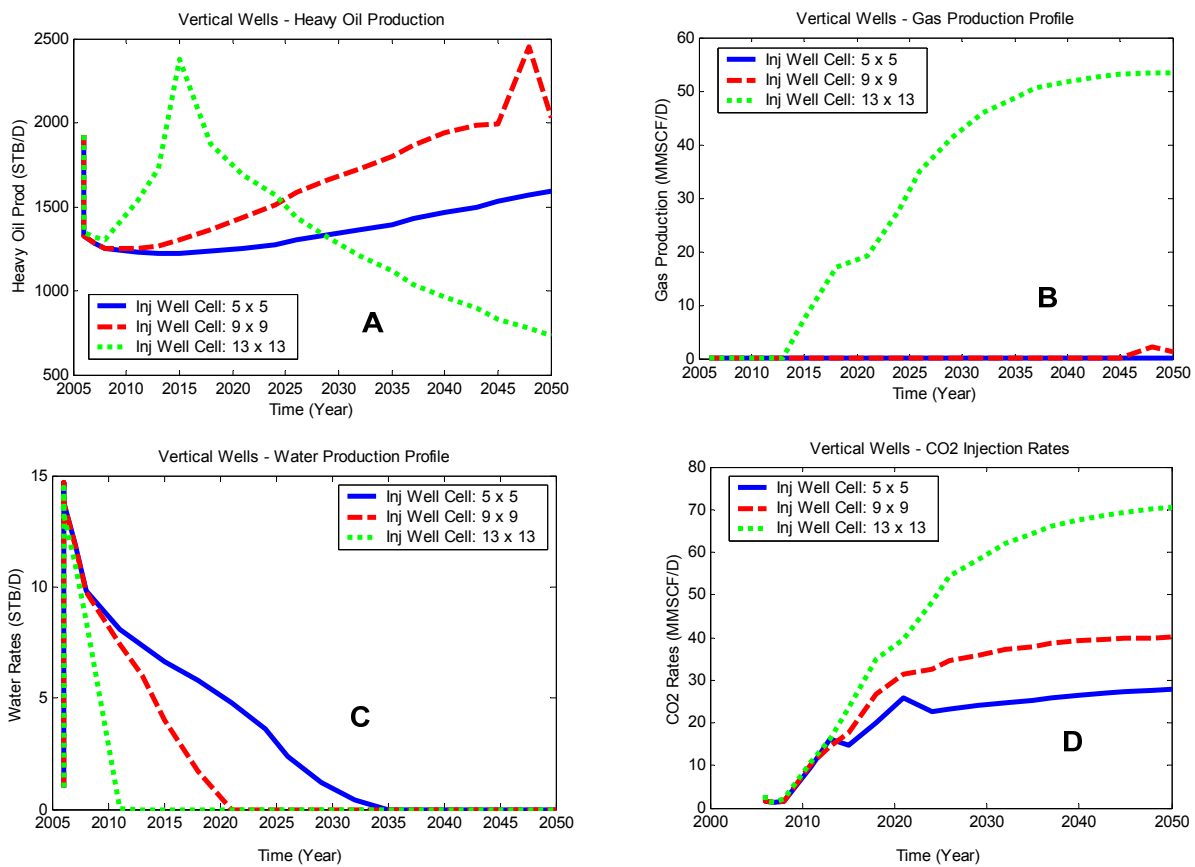 Vertical Wells - Heavy Oil Production
2500
2000
1500
1000
500
Heavy Oil Prod (STB/D)
Inj Well Cell: 5 x 5
Inj Well Cell: 9 x 9
Inj Well Cell: 13 x 13
A
2005 2010 2015 2020 2025 2030 2035 2040 2045 2050
Time (Year)
Vertical Wells - Gas Production Profile
60
50
40
30
20
10
0
Gas Production (MMSCF/D)
Inj Well Cell: 5 x 5
Inj Well Cell: 9 x 9
Inj Well Cell: 13 x 13
B
2005 2010 2015 2020 2025 2030 2035 2040 2045 2050
Time (Year)
Vertical Wells - Water Production Profile
15
10
5
0
Water Rates (STB/D)
Inj Well Cell: 5 x 5
Inj Well Cell: 9 x 9
Inj Well Cell: 13 x 13
C
2005 2010 2015 2020 2025 2030 2035 2040 2045 2050
Time (Year)
Vertical Wells - CO2 Injection Rates
80
70
60
50
40
30
20
10
0
CO2 Rates (MMSCF/D)
Inj Well Cell: 5 x 5
Inj Well Cell: 9 x 9
Inj Well Cell: 13 x 13
D
2000 2010 2020 2030 2040 2050
Time (Year)